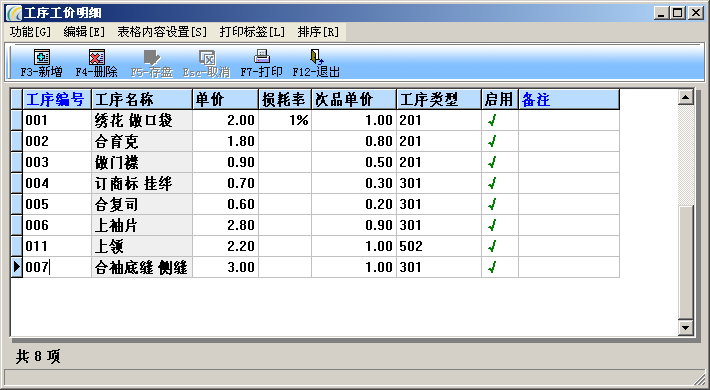 工序工价明细
功能[G] 编辑[E] 表格内容设置[S] 打印标签[L] 排序[R]
F3-新增 F4-删除 F5-存盘 Esc-取消 F7-打印 F12-退出
工序编号 工序名称 单价 损耗率 次品单价 工序类型 启用 备注
001 绣花 做口袋 2.00 1% 1.00 201 √
002 合育克 1.80 0.80 201 √
003 做门襟 0.90 0.50 201 √
004 订商标 挂绊 0.70 0.30 301 √
005 合复司 0.60 0.20 301 √
006 上袖片 2.80 0.90 301 √
011 上领 2.20 1.00 502 √
007 合袖底缝 侧缝 3.00 1.00 301 √
共 8 项